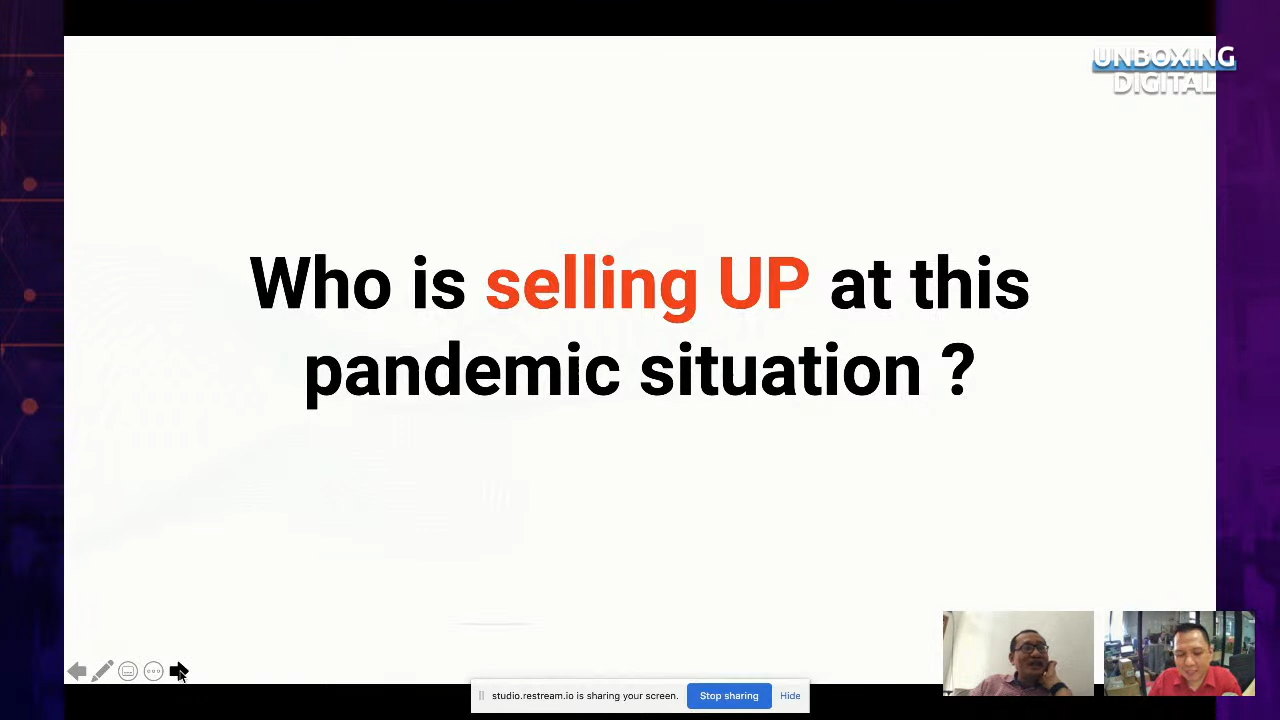 UNBOXING
DIGITAL
Who is selling UP at this
pandemic situation ?
studio.restream.io is sharing your screen.
Stop sharing
Hide